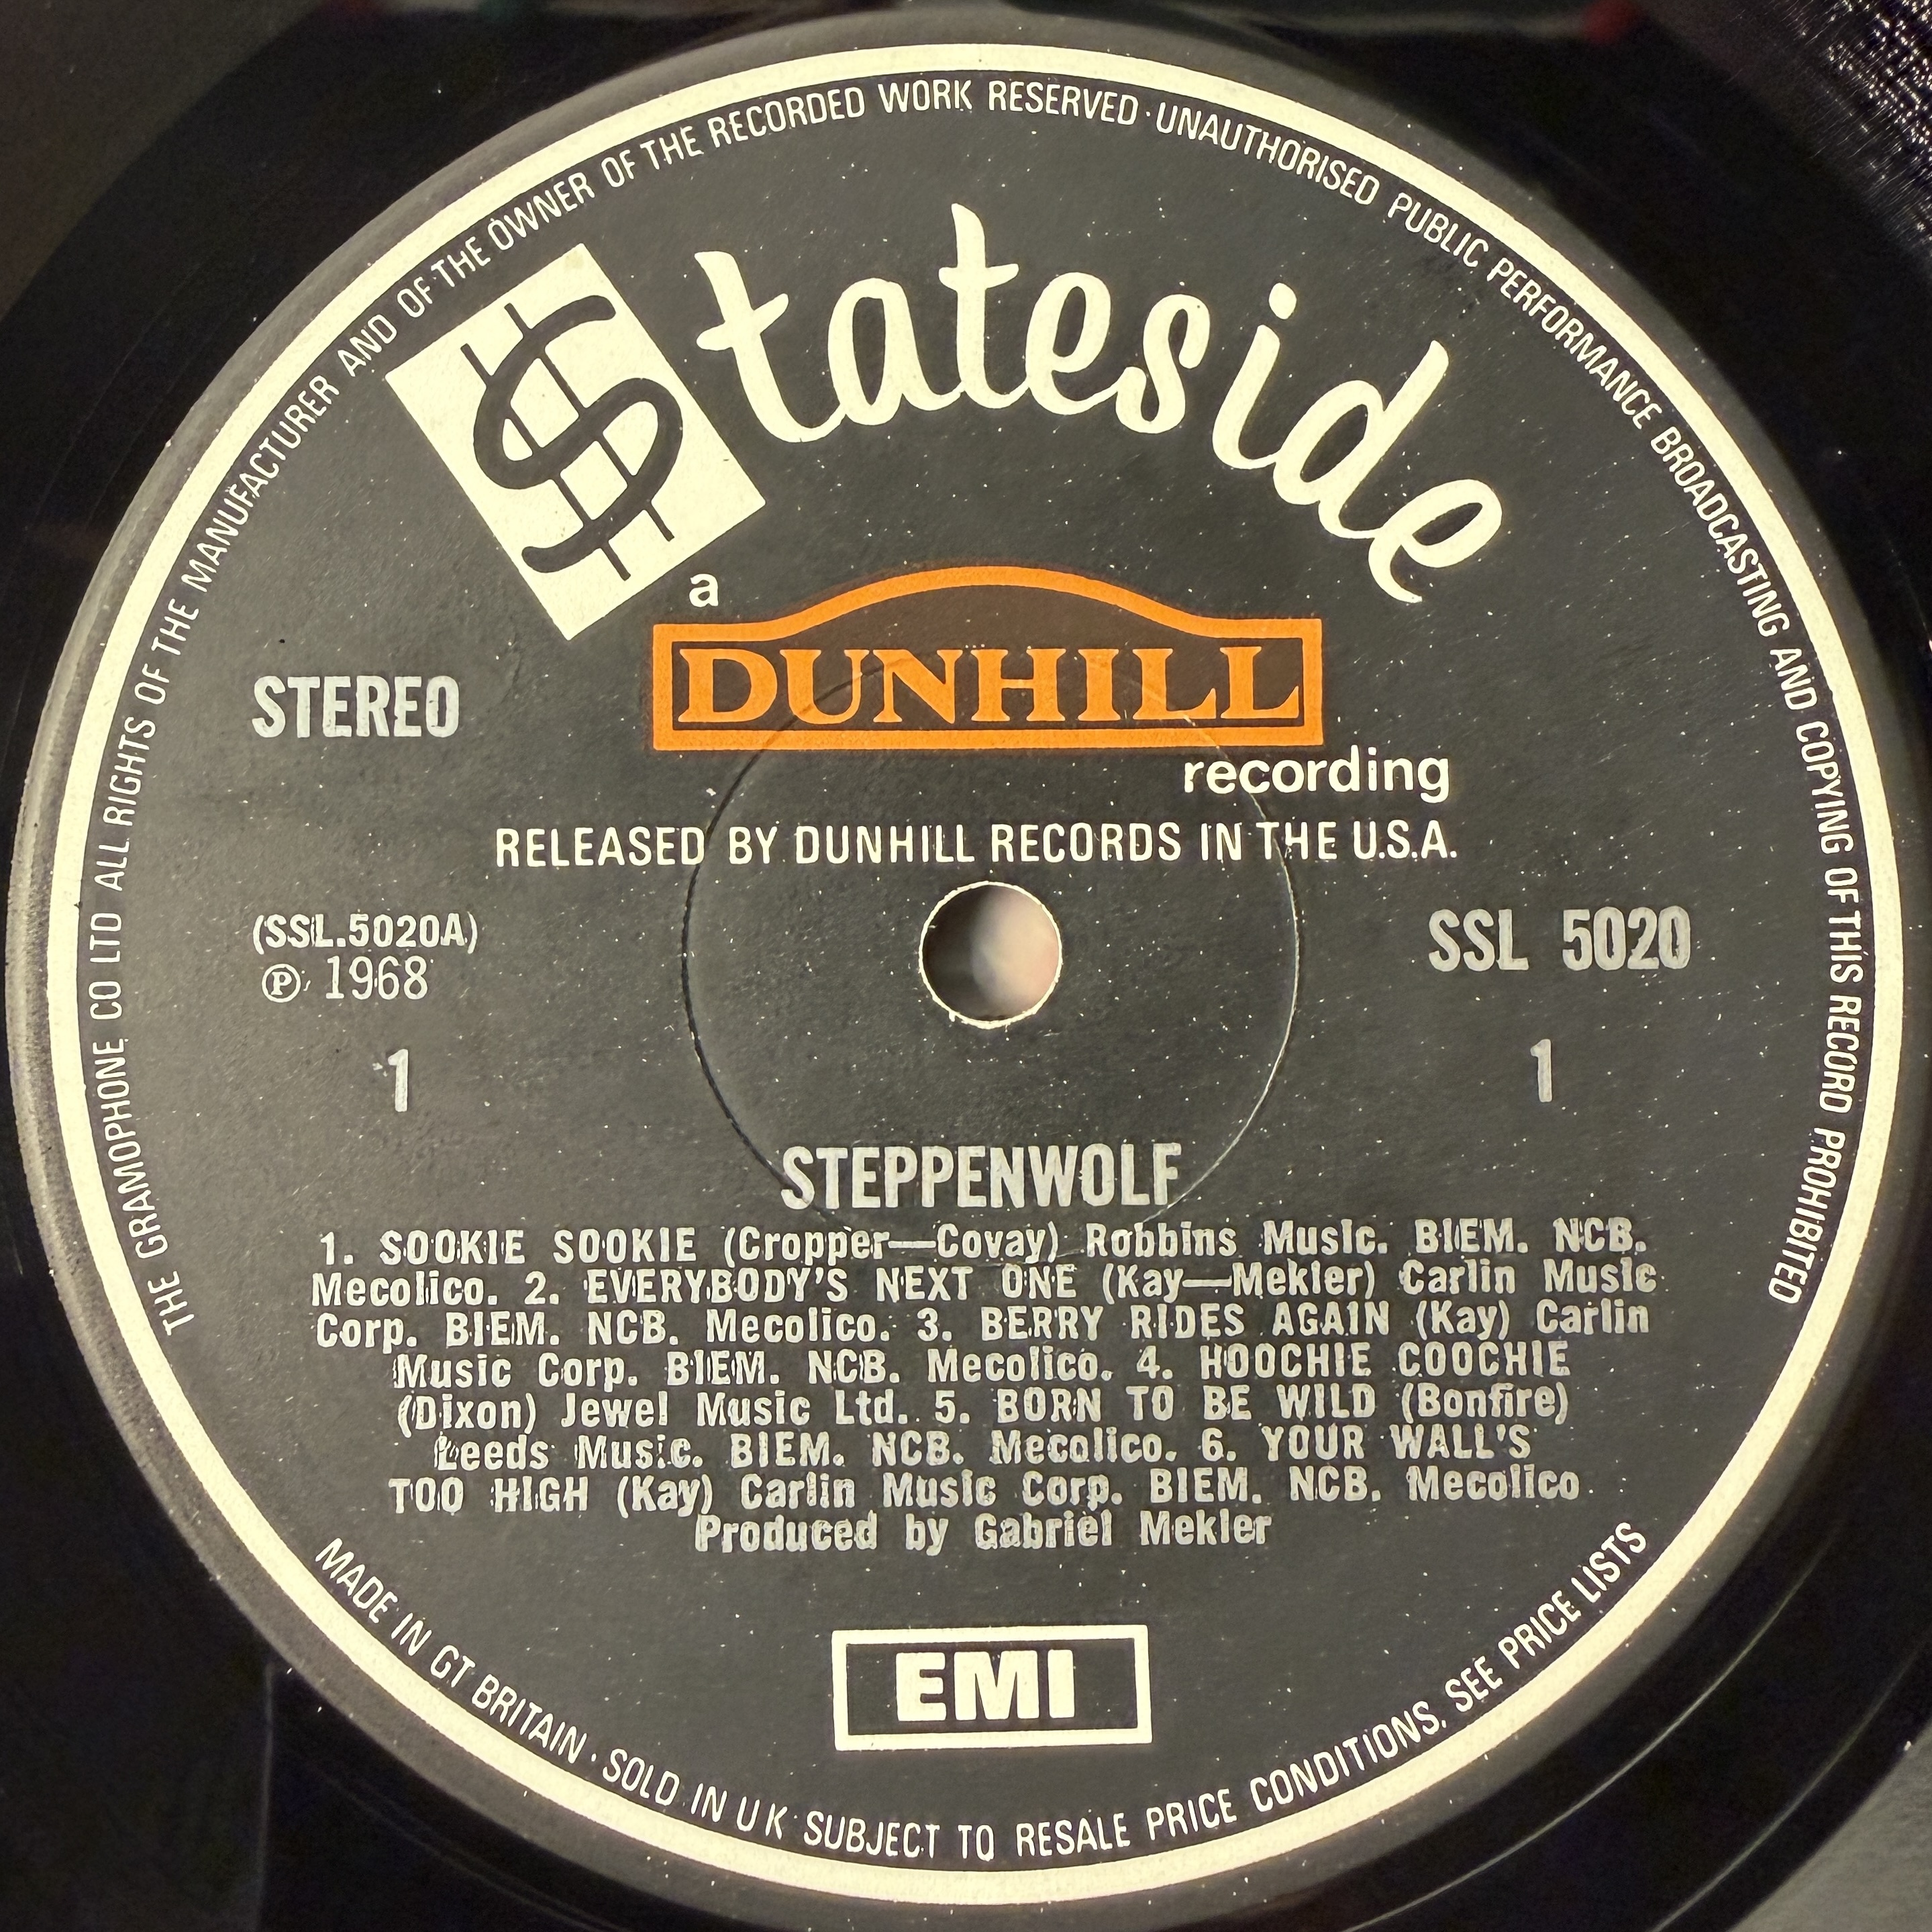 THE GRAMOPHONE CO LTD ALL RIGHTS OF THE MANUFACTURER AND OF THE OWNER OF THE RECORDED WORK RESERVED · UNAUTHORISED PUBLIC PERFORMANCE BROADCASTING AND COPYING OF THIS RECORD PROHIBITED
Stateside
a
DUNHILL
recording
STEREO
RELEASED BY DUNHILL RECORDS IN THE U.S.A.
(SSL.5020A)
Ⓟ 1968
SSL 5020
1
1
STEPPENWOLF
1. SOOKIE SOOKIE (Cropper—Covay) Robbins Music. BIEM. NCB.
Mecolico. 2. EVERYBODY'S NEXT ONE (Kay—Mekler) Carlin Music
Corp. BIEM. NCB. Mecolico. 3. BERRY RIDES AGAIN (Kay) Carlin
Music Corp. BIEM. NCB. Mecolico. 4. HOOCHIE COOCHIE
(Dixon) Jewel Music Ltd. 5. BORN TO BE WILD (Bonfire)
Leeds Music. BIEM. NCB. Mecolico. 6. YOUR WALL'S
TOO HIGH (Kay) Carlin Music Corp. BIEM. NCB. Mecolico
Produced by Gabriel Mekler
EMI
MADE IN GT BRITAIN · SOLD IN U K SUBJECT TO RESALE PRICE CONDITIONS, SEE PRICE LISTS